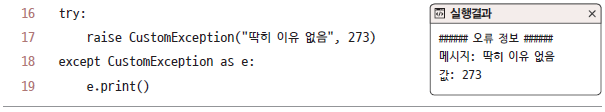 16 try:
17     raise CustomException("딱히 이유 없음", 273)
18 except CustomException as e:
19     e.print()
실행결과
###### 오류 정보 ######
메시지: 딱히 이유 없음
값: 273